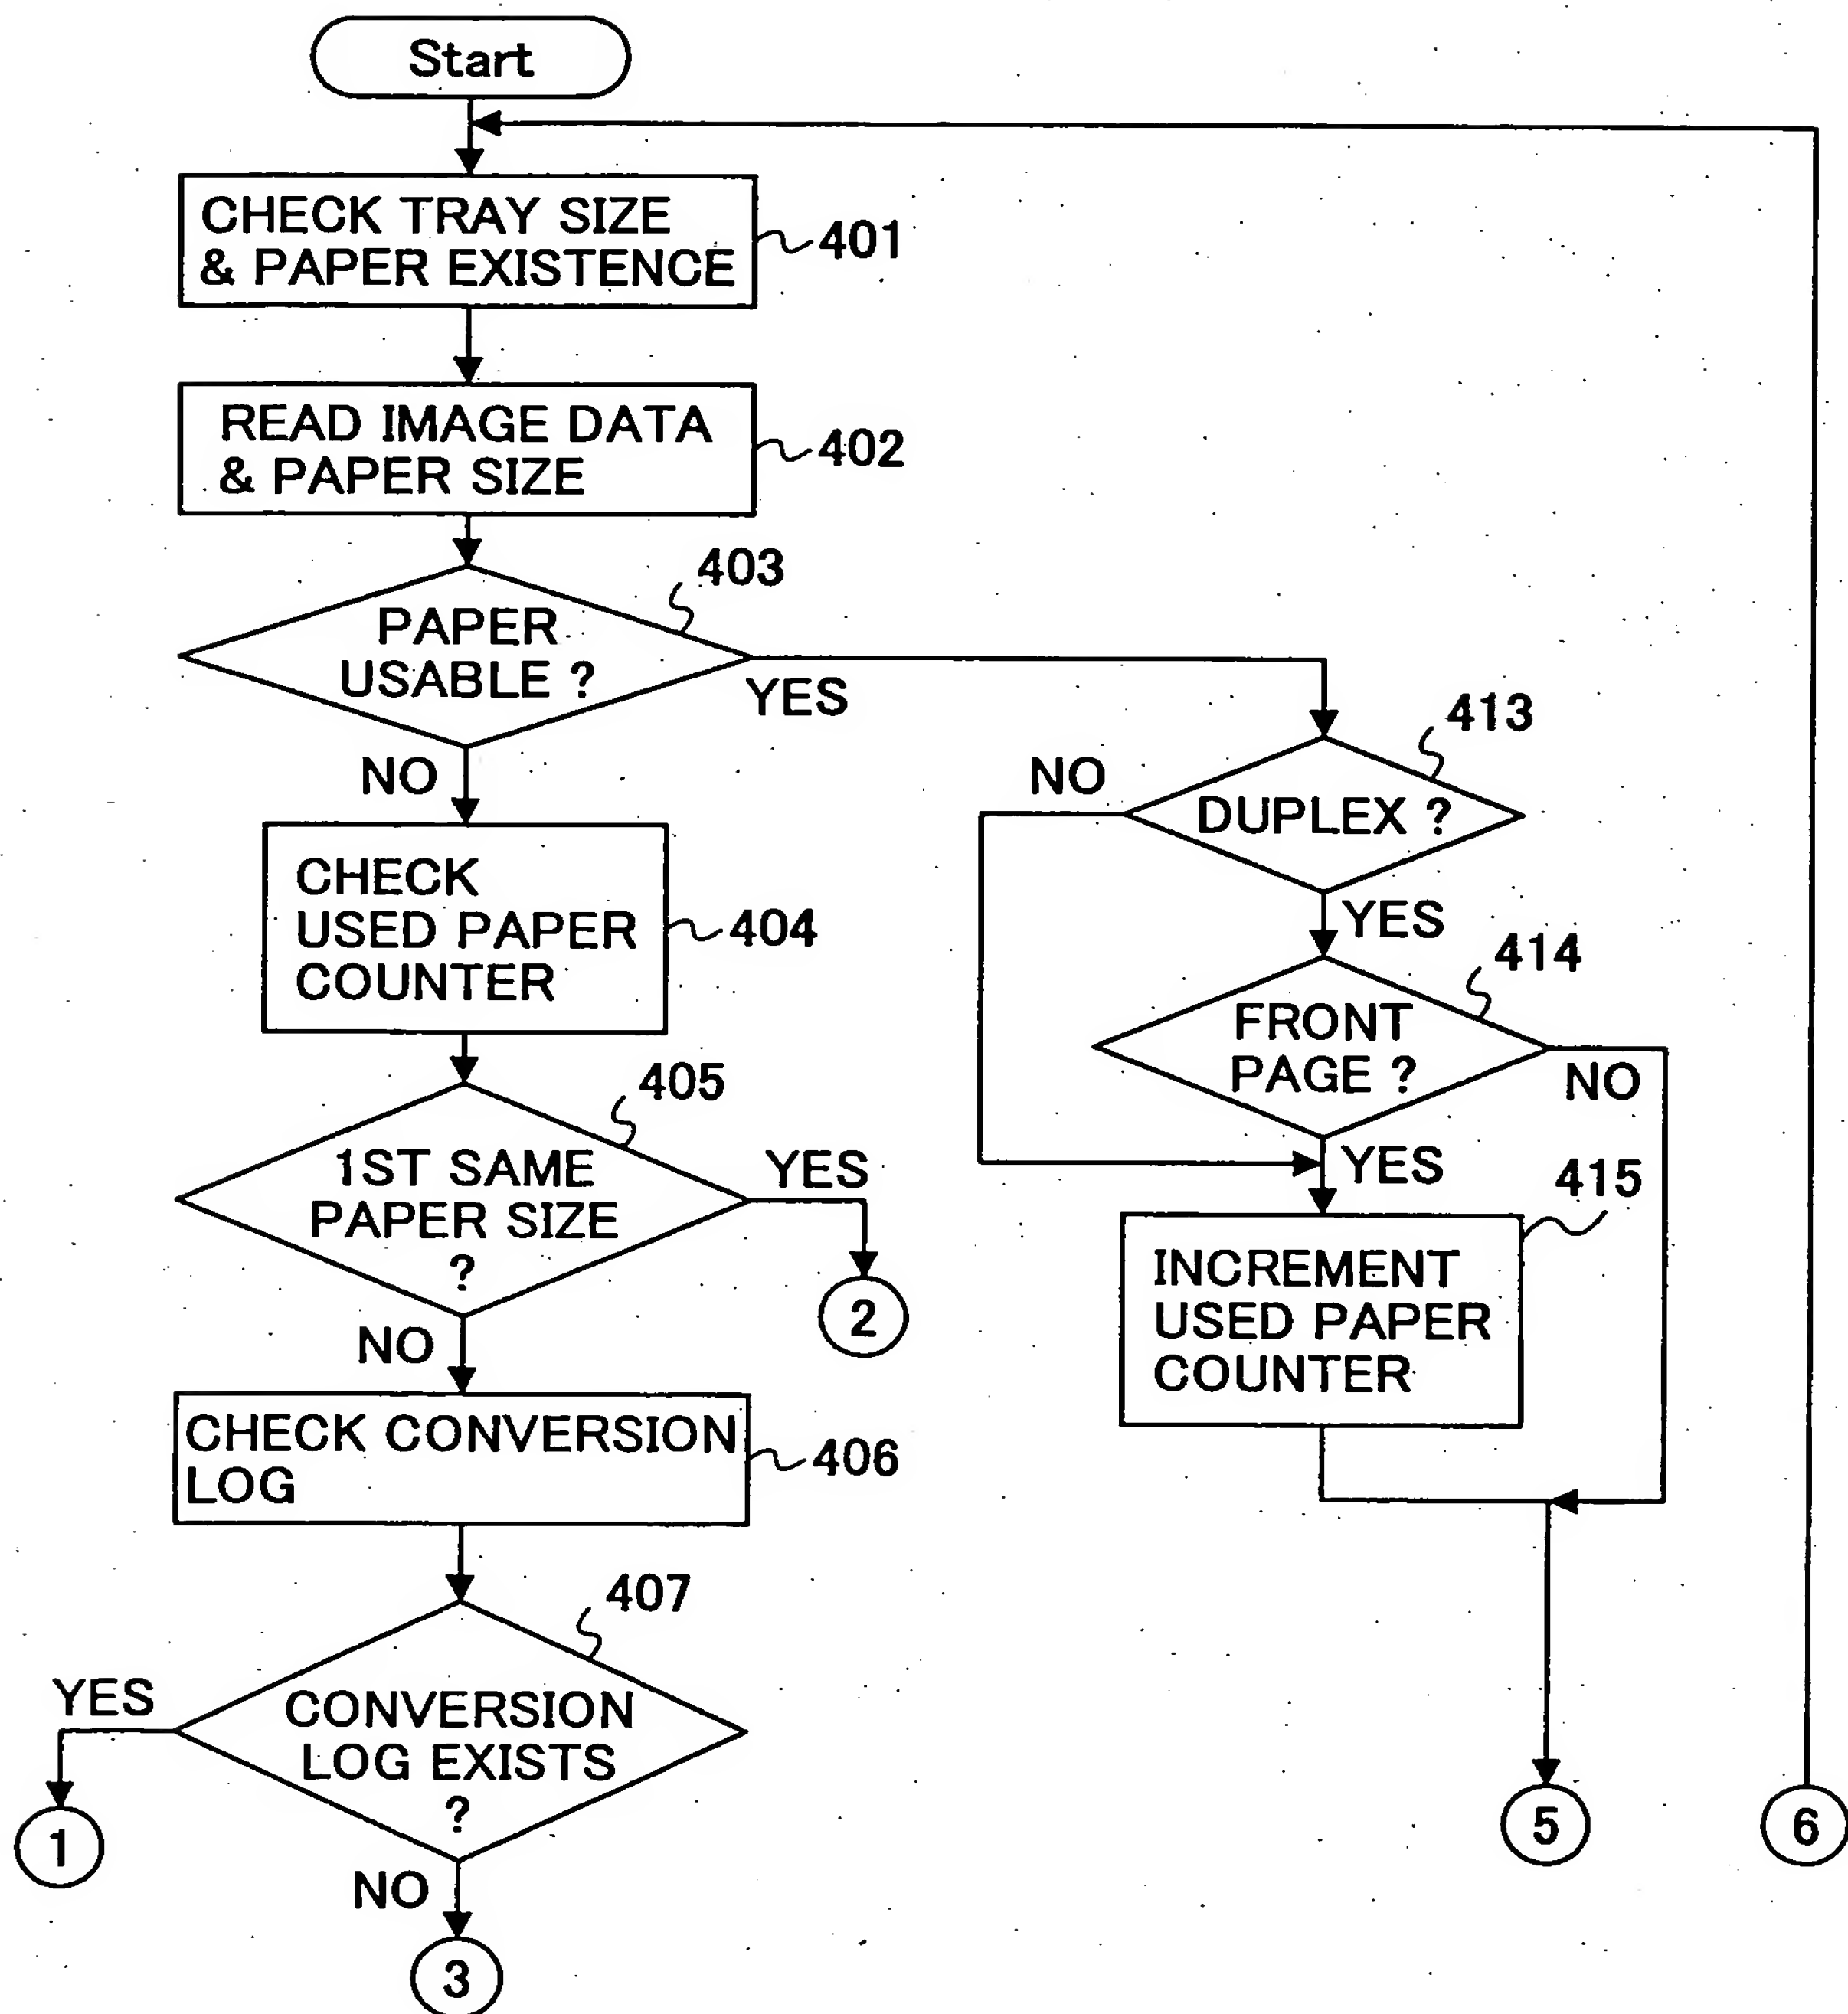 Start
CHECK TRAY SIZE
& PAPER EXISTENCE
401
READ IMAGE DATA
& PAPER SIZE
402
403
PAPER
USABLE ?
YES
NO
413
NO
DUPLEX ?
YES
CHECK
USED PAPER
COUNTER
404
414
FRONT
PAGE ?
NO
YES
405
1ST SAME
PAPER SIZE
?
YES
2
NO
415
INCREMENT
USED PAPER
COUNTER
CHECK CONVERSION
LOG
406
407
YES
CONVERSION
LOG EXISTS
?
1
NO
3
5
6